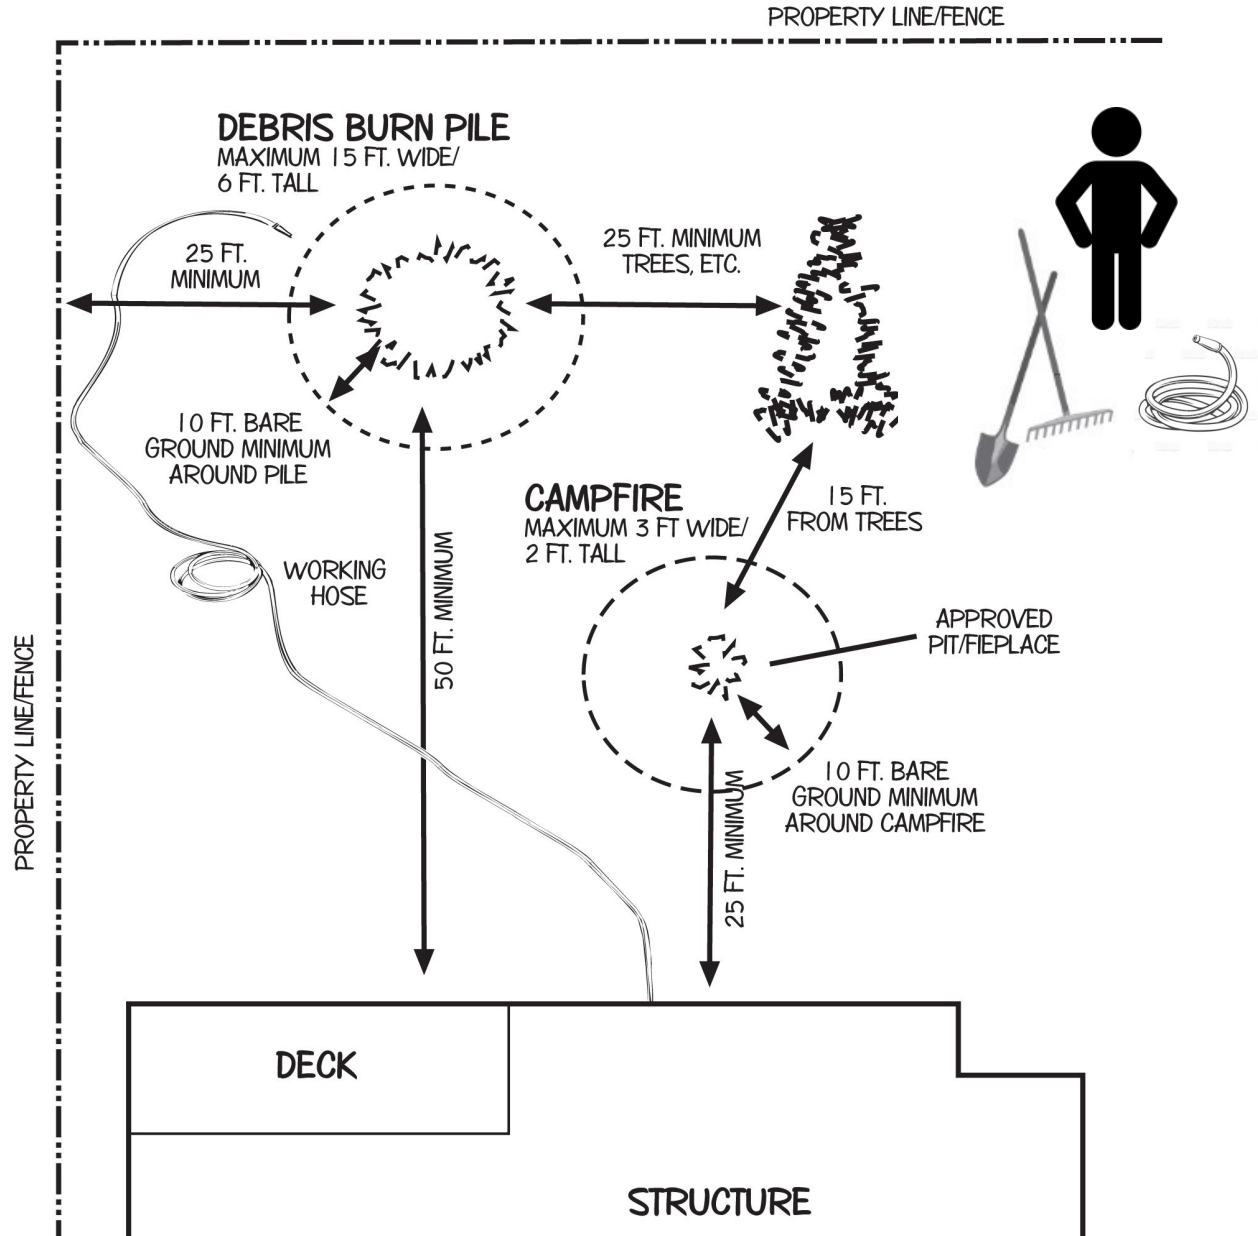 PROPERTY LINE/FENCE
DEBRIS BURN PILE
MAXIMUM 15 FT. WIDE/
6 FT. TALL
25 FT.
MINIMUM
25 FT. MINIMUM
TREES, ETC.
10 FT. BARE
GROUND MINIMUM
AROUND PILE
CAMPFIRE
MAXIMUM 3 FT WIDE/
2 FT. TALL
15 FT.
FROM TREES
WORKING
HOSE
50 FT. MINIMUM
APPROVED
PIT/FIEPLACE
PROPERTY LINE/FENCE
10 FT. BARE
GROUND MINIMUM
AROUND CAMPFIRE
25 FT. MINIMUM
DECK
STRUCTURE